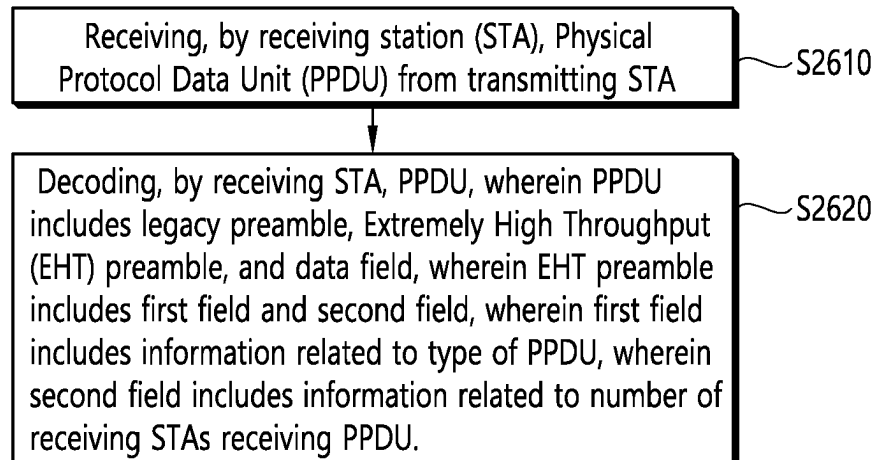 Receiving, by receiving station (STA), Physical
Protocol Data Unit (PPDU) from transmitting STA
S2610
Decoding, by receiving STA, PPDU, wherein PPDU
includes legacy preamble, Extremely High Throughput
(EHT) preamble, and data field, wherein EHT preamble
includes first field and second field, wherein first field
includes information related to type of PPDU, wherein
second field includes information related to number of
receiving STAs receiving PPDU.
S2620